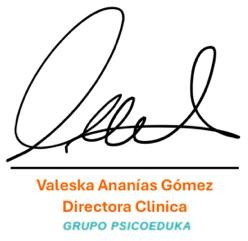 Valeska Ananías Gómez
Directora Clinica
GRUPO PSICOEDUKA